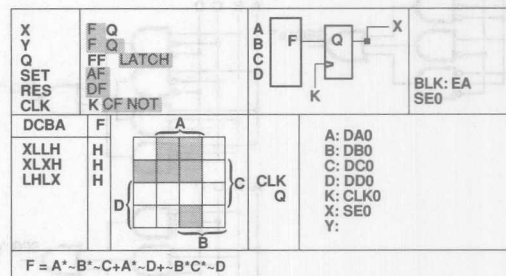 X F Q
Y F Q
Q FF LATCH
SET AF
RES DF
CLK K CF NOT
A
B
C
D
F
Q
X
K
BLK: EA
SE0
DCBA F
XLLH H
XLXH H
LHLX H
A
C
D
B
CLK
Q
A: DA0
B: DB0
C: DC0
D: DD0
K: CLK0
X: SE0
Y:
F = A*~B*~C+A*~D+~B*C*~D